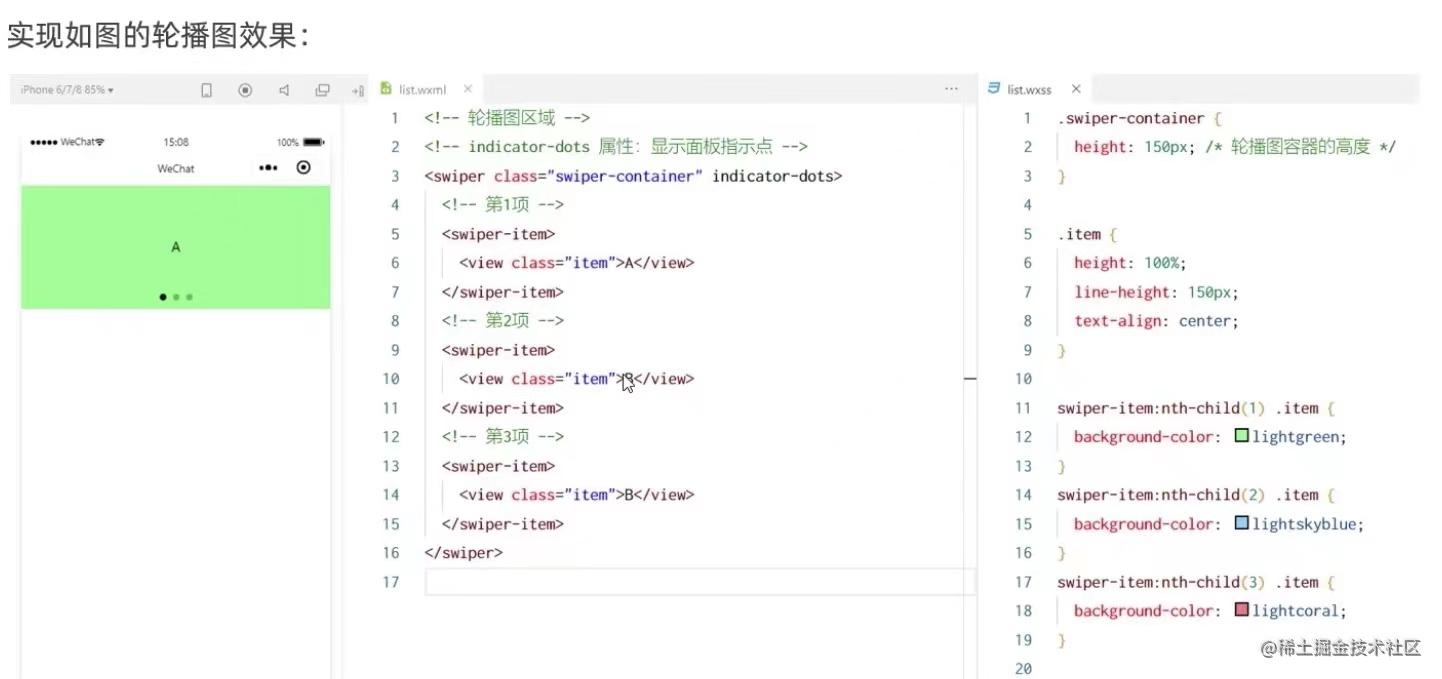 实现如图的轮播图效果：
iPhone 6/7/8 85%
WeChat
15:08
100%
WeChat
A
list.wxml
1 <!-- 轮播图区域 -->
2 <!-- indicator-dots 属性：显示面板指示点 -->
3 <swiper class="swiper-container" indicator-dots>
4 <!-- 第1项 -->
5 <swiper-item>
6 <view class="item">A</view>
7 </swiper-item>
8 <!-- 第2项 -->
9 <swiper-item>
10 <view class="item">B</view>
11 </swiper-item>
12 <!-- 第3项 -->
13 <swiper-item>
14 <view class="item">B</view>
15 </swiper-item>
16 </swiper>
17
list.wxss
1 .swiper-container {
2 height: 150px; /* 轮播图容器的高度 */
3 }
4
5 .item {
6 height: 100%;
7 line-height: 150px;
8 text-align: center;
9 }
10
11 swiper-item:nth-child(1) .item {
12 background-color: lightgreen;
13 }
14 swiper-item:nth-child(2) .item {
15 background-color: lightskyblue;
16 }
17 swiper-item:nth-child(3) .item {
18 background-color: lightcoral;
19 }
20
@稀土掘金技术社区